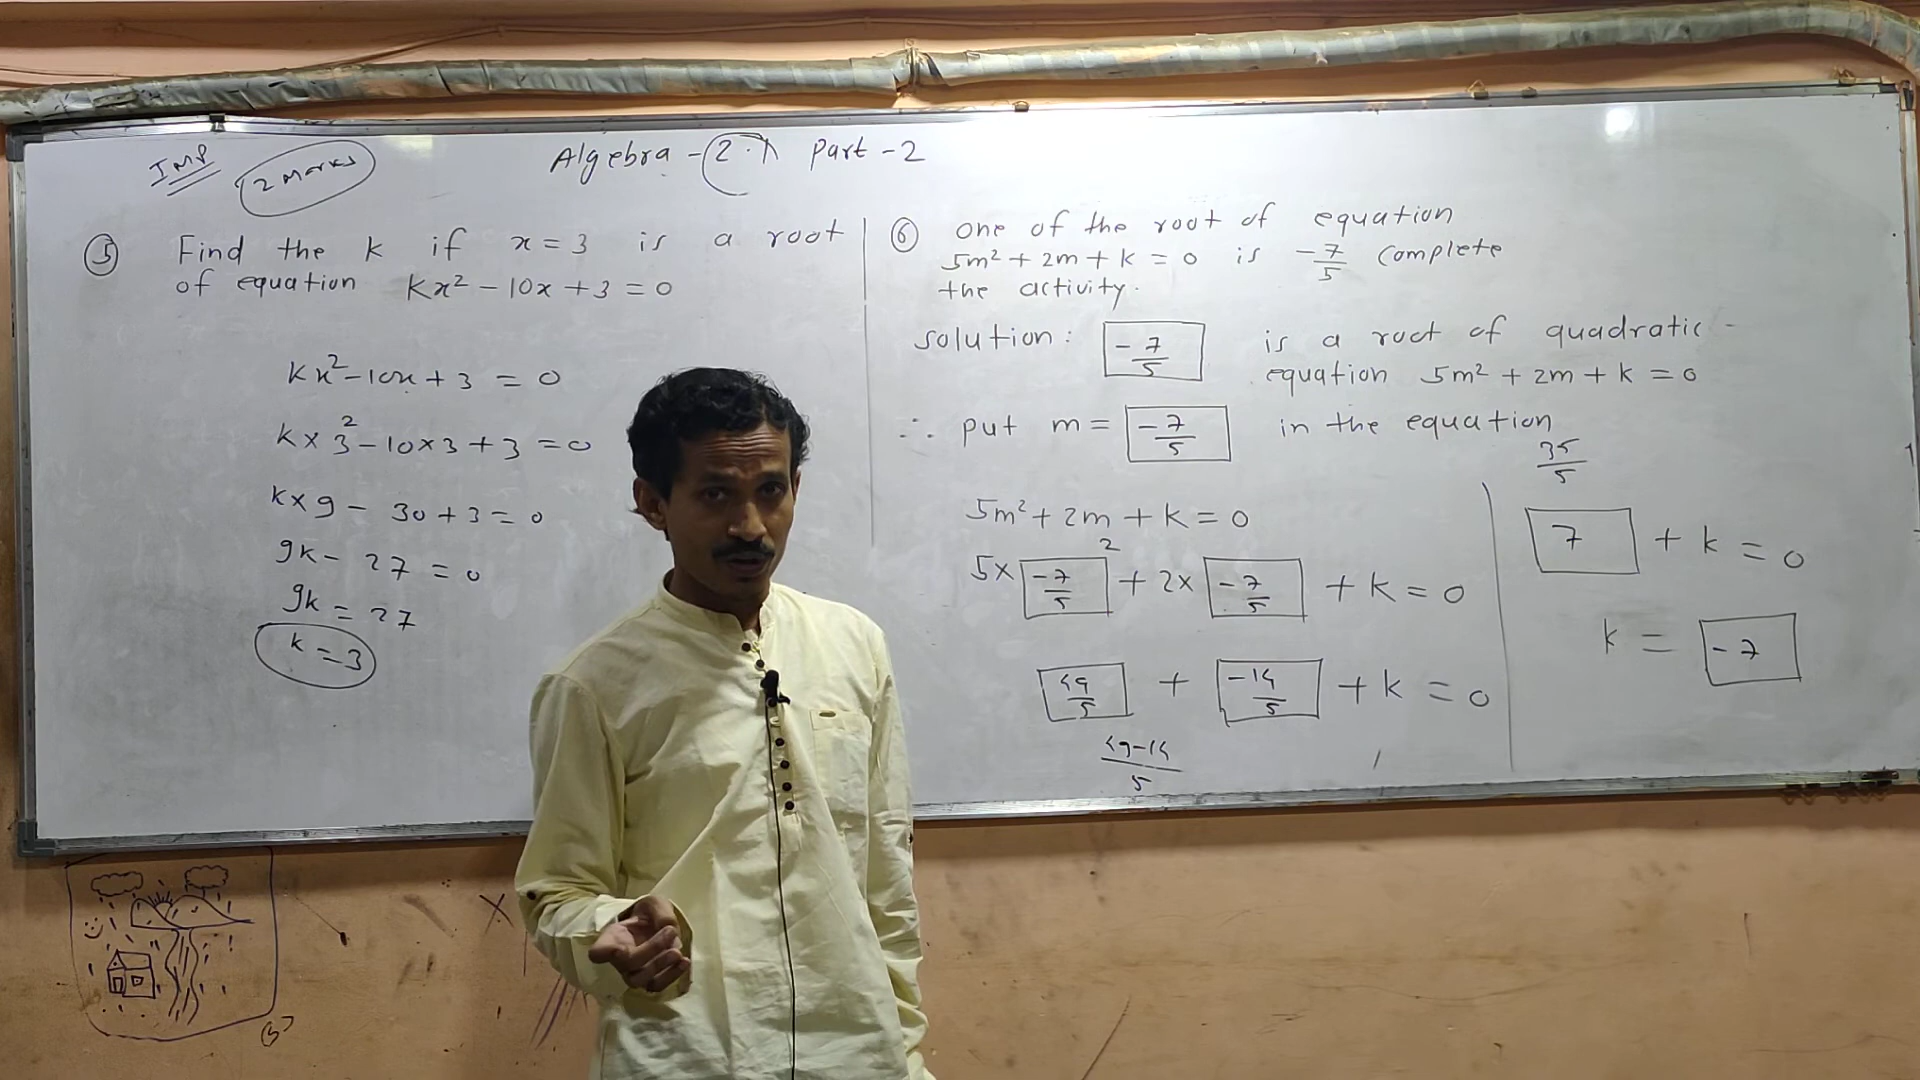 IMP
2 Marks
Algebra - 2.1 Part - 2
5 Find the k if x = 3 is a root
of equation kx² - 10x + 3 = 0
kx² - 10x + 3 = 0
k × 3² - 10 × 3 + 3 = 0
k × 9 - 30 + 3 = 0
9k - 27 = 0
9k = 27
k = 3
6 one of the root of equation
5m² + 2m + k = 0 is -7/5 complete
the activity.
solution: -7/5 is a root of quadratic -
equation 5m² + 2m + k = 0
∴ put m = -7/5 in the equation
5m² + 2m + k = 0
5 × -7/5 ² + 2 × -7/5 + k = 0
49/5 + -14/5 + k = 0
49-14/5
35/5
7 + k = 0
k = -7